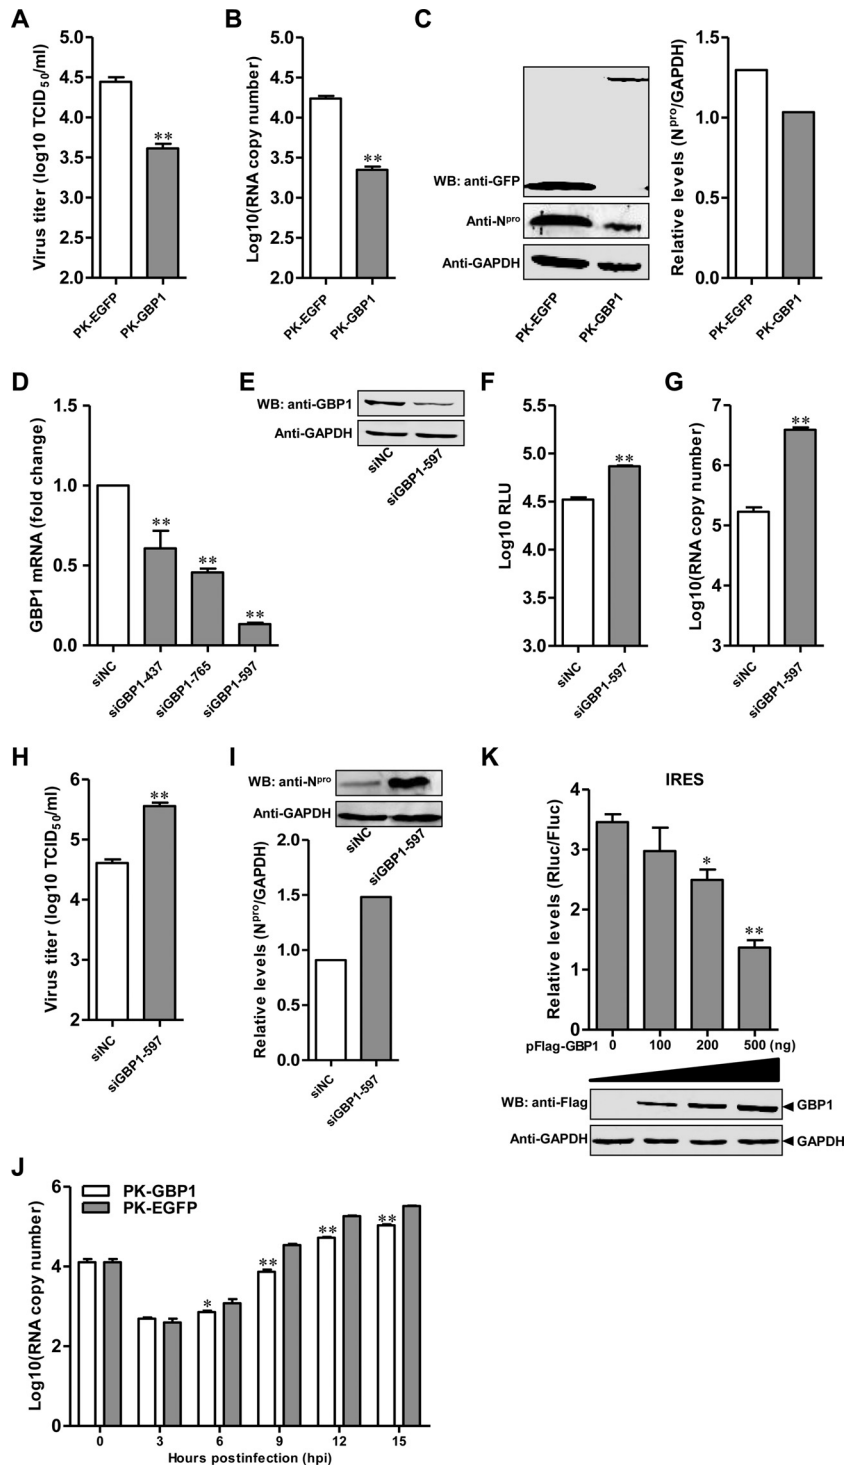 A
Virus titer (log10 TCID50/ml)
5.0
4.5
4.0
3.5
3.0
2.5
2.0
**
PK-EGFP
PK-GBP1
B
Log10(RNA copy number)
5.0
4.5
4.0
3.5
3.0
2.5
2.0
**
PK-EGFP
PK-GBP1
C
WB: anti-GFP
Anti-Npro
Anti-GAPDH
PK-EGFP
PK-GBP1
Relative levels (Npro/GAPDH)
1.5
1.0
0.5
0.0
PK-EGFP
PK-GBP1
D
GBP1 mRNA (fold change)
1.5
1.0
0.5
0.0
**
**
**
siNC
siGBP1-437
siGBP1-765
siGBP1-597
E
WB: anti-GBP1
Anti-GAPDH
siNC
siGBP1-597
F
Log10 RLU
5.5
5.0
4.5
4.0
3.5
3.0
**
siNC
siGBP1-597
G
Log10(RNA copy number)
7
6
5
4
3
**
siNC
siGBP1-597
H
Virus titer (log10 TCID50/ml)
6
5
4
3
2
**
siNC
siGBP1-597
I
WB: anti-Npro
Anti-GAPDH
siNC
siGBP1-597
Relative levels (Npro/GAPDH)
2.0
1.5
1.0
0.5
0.0
siNC
siGBP1-597
K
IRES
Relative levels (Rluc/Fluc)
4
3
2
1
0
*
**
pFlag-GBP1 0 100 200 500 (ng)
WB: anti-Flag
GBP1
Anti-GAPDH
GAPDH
J
Log10(RNA copy number)
6
4
2
0
PK-GBP1
PK-EGFP
*
**
**
**
0 3 6 9 12 15
Hours postinfection (hpi)